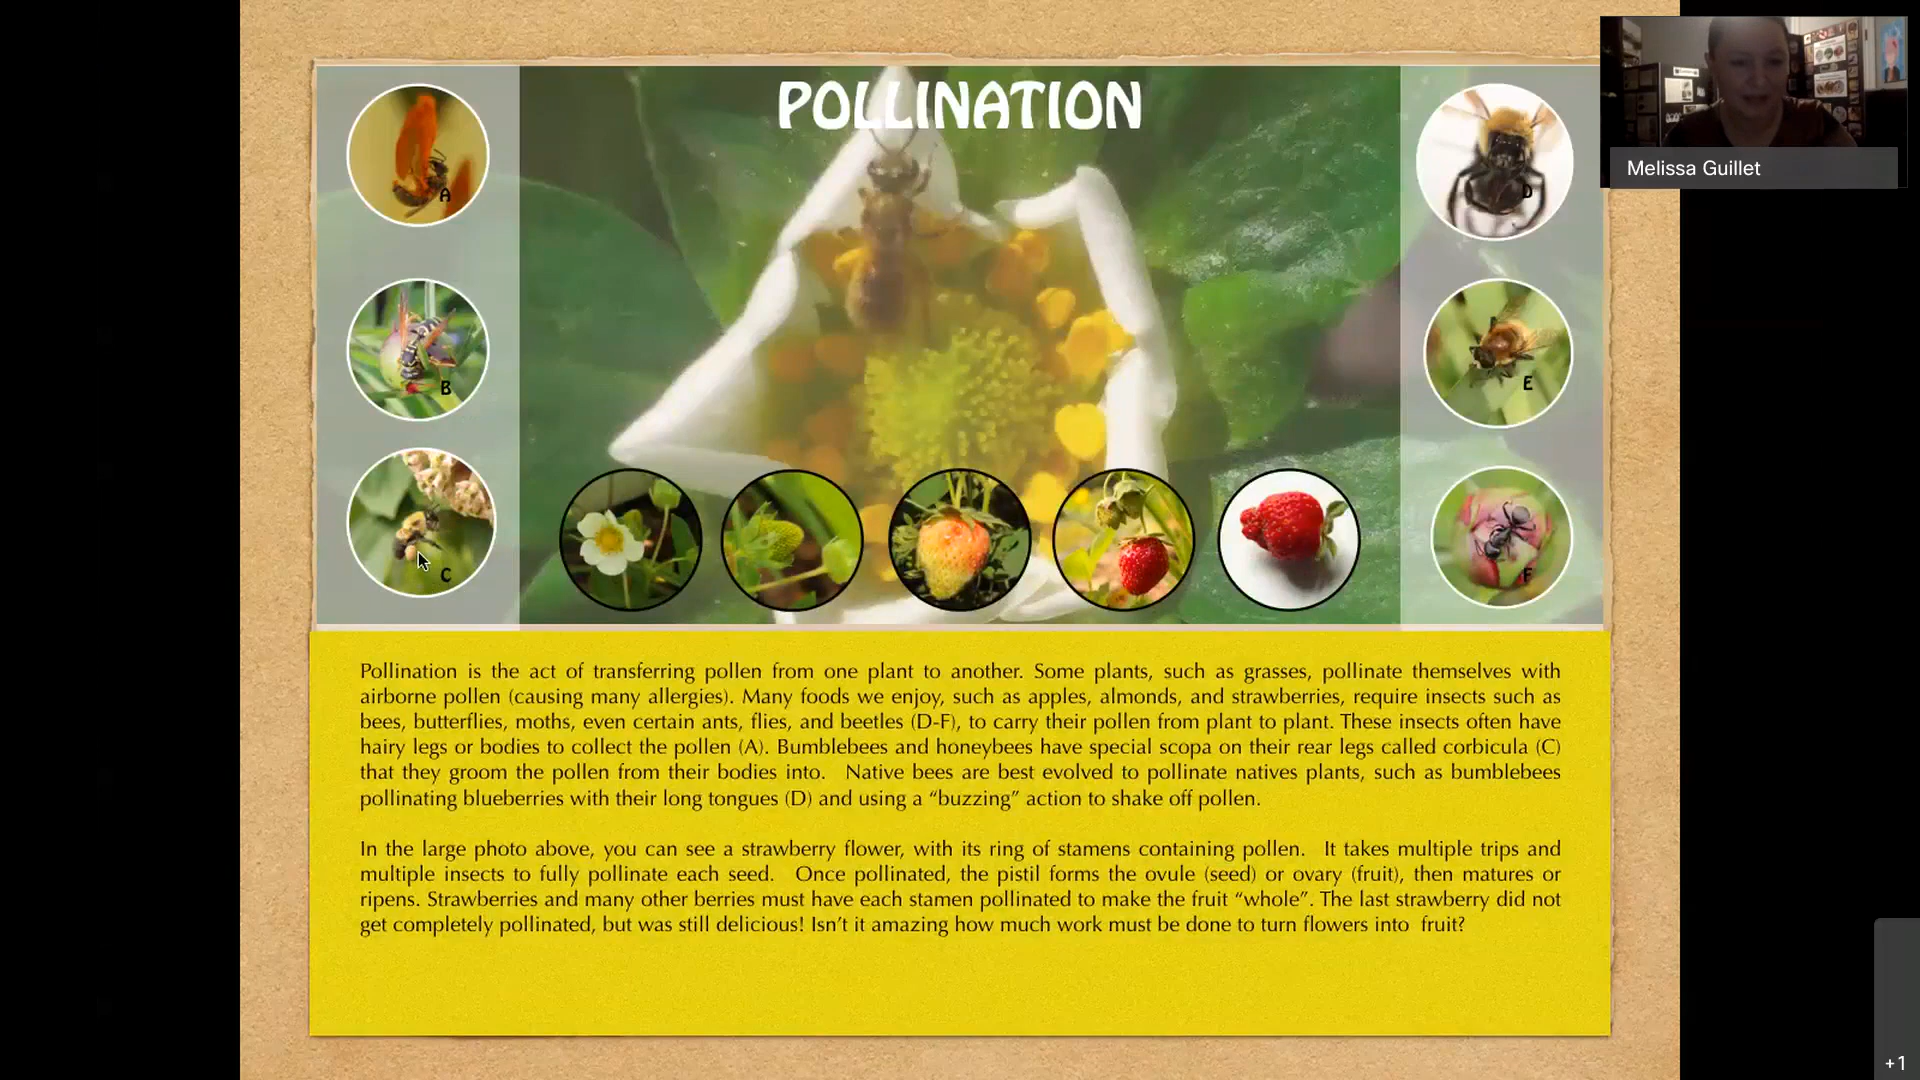 POLLINATION
A
B
C
D
E
F
Melissa Guillet
Pollination is the act of transferring pollen from one plant to another. Some plants, such as grasses, pollinate themselves with
airborne pollen (causing many allergies). Many foods we enjoy, such as apples, almonds, and strawberries, require insects such as
bees, butterflies, moths, even certain ants, flies, and beetles (D-F), to carry their pollen from plant to plant. These insects often have
hairy legs or bodies to collect the pollen (A). Bumblebees and honeybees have special scopa on their rear legs called corbicula (C)
that they groom the pollen from their bodies into. Native bees are best evolved to pollinate natives plants, such as bumblebees
pollinating blueberries with their long tongues (D) and using a “buzzing” action to shake off pollen.
In the large photo above, you can see a strawberry flower, with its ring of stamens containing pollen. It takes multiple trips and
multiple insects to fully pollinate each seed. Once pollinated, the pistil forms the ovule (seed) or ovary (fruit), then matures or
ripens. Strawberries and many other berries must have each stamen pollinated to make the fruit “whole”. The last strawberry did not
get completely pollinated, but was still delicious! Isn’t it amazing how much work must be done to turn flowers into fruit?
+1